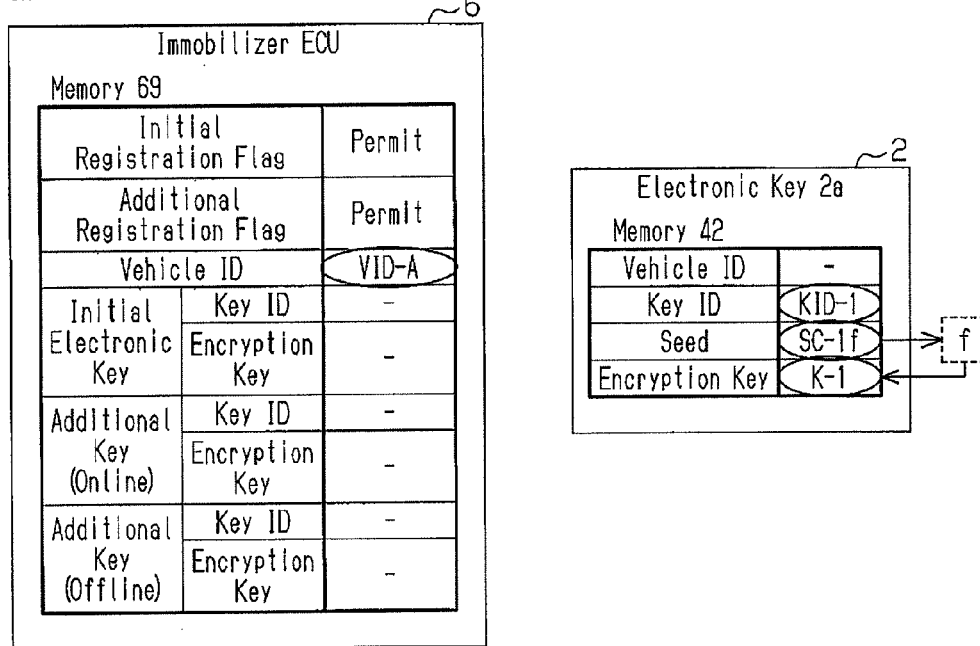 6
Immobilizer ECU
Memory 69
Initial
Registration Flag
Permit
Additional
Registration Flag
Permit
Vehicle ID
VID-A
Initial
Electronic
Key
Key ID
-
Encryption
Key
-
Additional
Key
(Online)
Key ID
-
Encryption
Key
-
Additional
Key
(Offline)
Key ID
-
Encryption
Key
-
2
Electronic Key 2a
Memory 42
Vehicle ID
-
Key ID
KID-1
Seed
SC-1f
f
Encryption Key
K-1